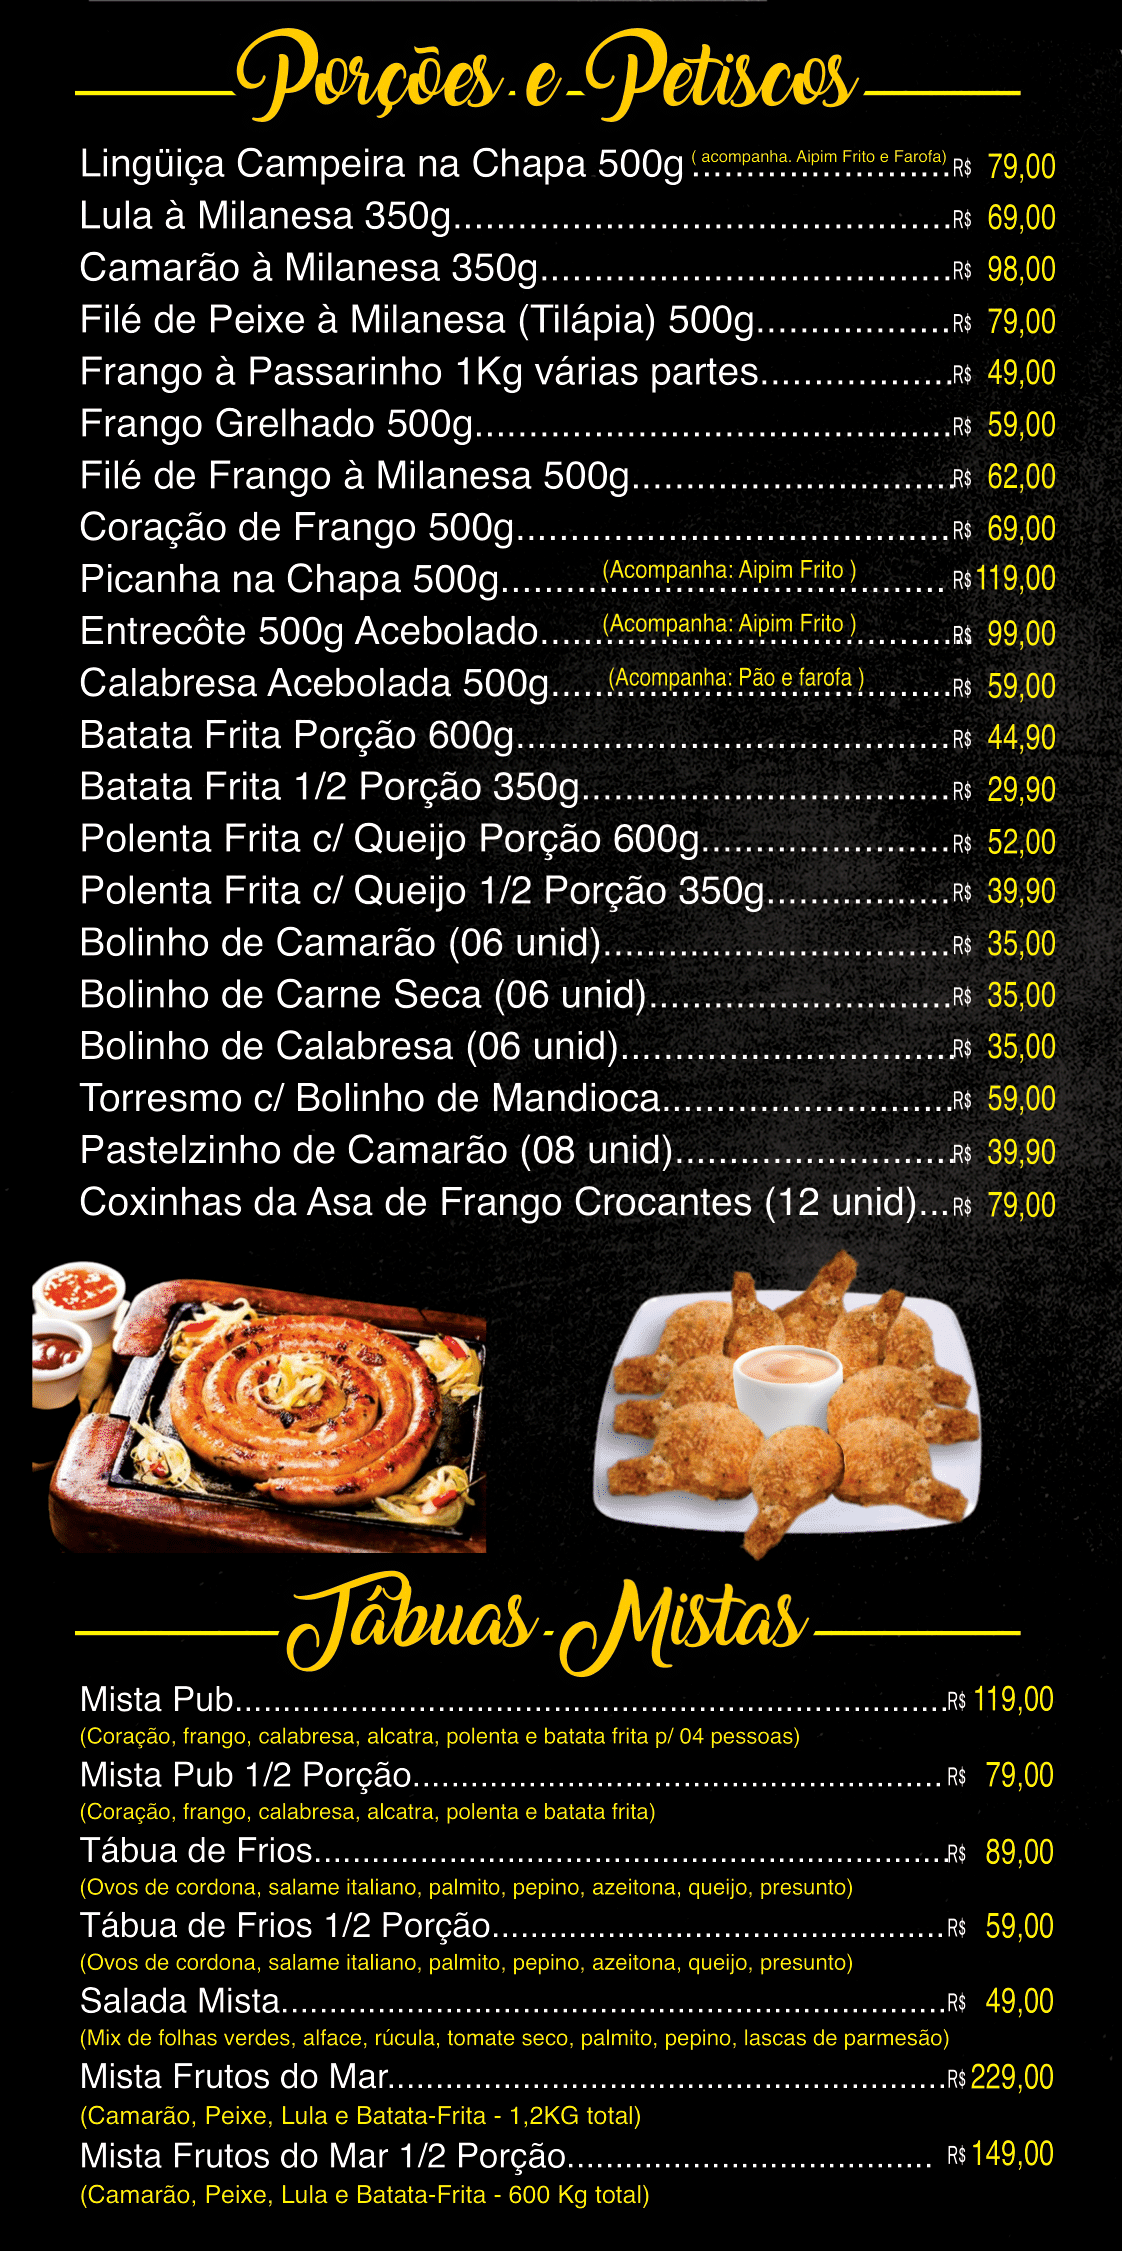 Porções e Petiscos
Lingüiça Campeira na Chapa 500g ( acompanha. Aipim Frito e Farofa)........................R$ 79,00
Lula à Milanesa 350g..............................................R$ 69,00
Camarão à Milanesa 350g......................................R$ 98,00
Filé de Peixe à Milanesa (Tilápia) 500g..................R$ 79,00
Frango à Passarinho 1Kg várias partes..................R$ 49,00
Frango Grelhado 500g............................................R$ 59,00
Filé de Frango à Milanesa 500g..............................R$ 62,00
Coração de Frango 500g........................................R$ 69,00
Picanha na Chapa 500g.........(Acompanha: Aipim Frito )......... R$ 119,00
Entrecôte 500g Acebolado......(Acompanha: Aipim Frito ).........R$ 99,00
Calabresa Acebolada 500g.....(Acompanha: Pão e farofa ).........R$ 59,00
Batata Frita Porção 600g........................................R$ 44,90
Batata Frita 1/2 Porção 350g..................................R$ 29,90
Polenta Frita c/ Queijo Porção 600g.......................R$ 52,00
Polenta Frita c/ Queijo 1/2 Porção 350g.................R$ 39,90
Bolinho de Camarão (06 unid)................................R$ 35,00
Bolinho de Carne Seca (06 unid)............................R$ 35,00
Bolinho de Calabresa (06 unid)...............................R$ 35,00
Torresmo c/ Bolinho de Mandioca...........................R$ 59,00
Pastelzinho de Camarão (08 unid)..........................R$ 39,90
Coxinhas da Asa de Frango Crocantes (12 unid)...R$ 79,00
Tábuas Mistas
Mista Pub..........................................................................R$ 119,00
(Coração, frango, calabresa, alcatra, polenta e batata frita p/ 04 pessoas)
Mista Pub 1/2 Porção....................................................... R$ 79,00
(Coração, frango, calabresa, alcatra, polenta e batata frita)
Tábua de Frios..................................................................R$ 89,00
(Ovos de cordona, salame italiano, palmito, pepino, azeitona, queijo, presunto)
Tábua de Frios 1/2 Porção...............................................R$ 59,00
(Ovos de cordona, salame italiano, palmito, pepino, azeitona, queijo, presunto)
Salada Mista.....................................................................R$ 49,00
(Mix de folhas verdes, alface, rúcula, tomate seco, palmito, pepino, lascas de parmesão)
Mista Frutos do Mar..........................................................R$ 229,00
(Camarão, Peixe, Lula e Batata-Frita - 1,2KG total)
Mista Frutos do Mar 1/2 Porção...................................... R$ 149,00
(Camarão, Peixe, Lula e Batata-Frita - 600 Kg total)